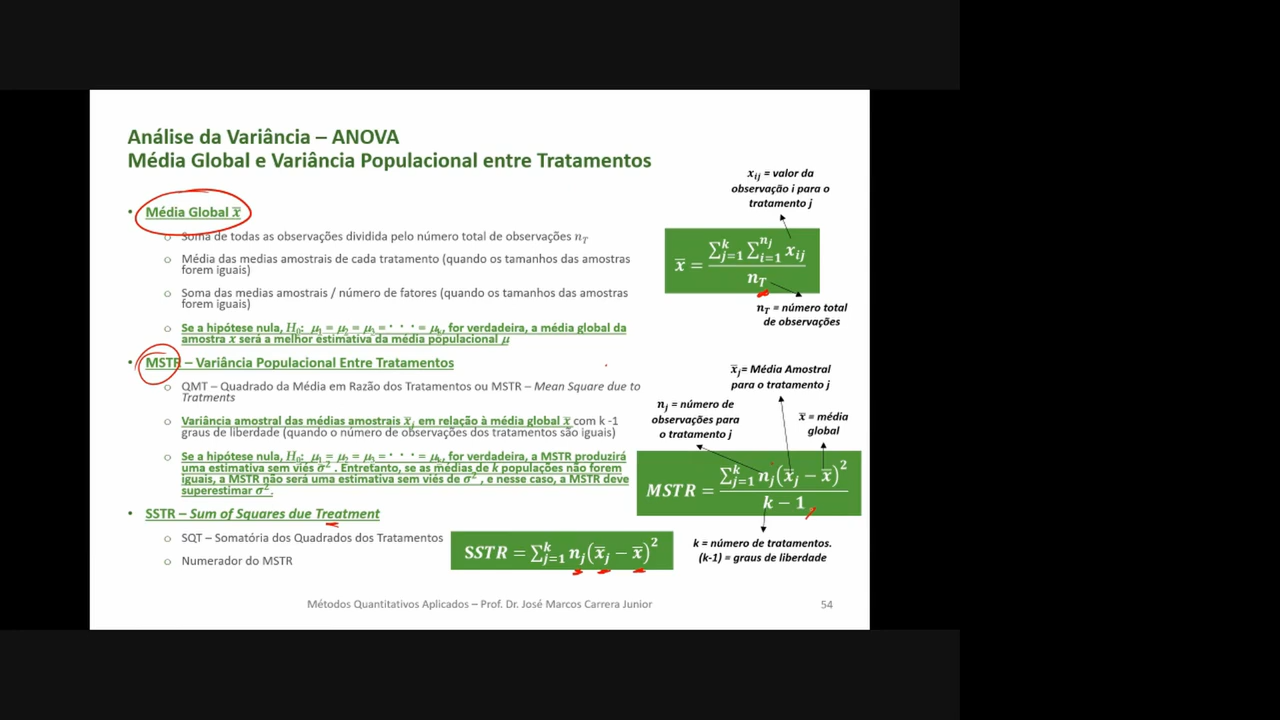 Análise da Variância – ANOVA
Média Global e Variância Populacional entre Tratamentos
• Média Global x̿
o Soma de todas as observações dividida pelo número total de observações n_T
o Média das medias amostrais de cada tratamento (quando os tamanhos das amostras
forem iguais)
o Soma das medias amostrais / número de fatores (quando os tamanhos das amostras
forem iguais)
o Se a hipótese nula, H₀: μ₁ = μ₂ = μ₃ = · · · = μₖ, for verdadeira, a média global da
amostra x será a melhor estimativa da média populacional μ
• MSTR – Variância Populacional Entre Tratamentos
o QMT – Quadrado da Média em Razão dos Tratamentos ou MSTR – Mean Square due to
Tratments
o Variância amostral das médias amostrais x̅ⱼ em relação à média global x̿ com k -1
graus de liberdade (quando o número de observações dos tratamentos são iguais)
o Se a hipótese nula, H₀: μ₁ = μ₂ = μ₃ = · · · = μₖ, for verdadeira, a MSTR produzirá
uma estimativa sem viés σ² . Entretanto, se as médias de k populações não forem
iguais, a MSTR não será uma estimativa sem viés de σ² , e nesse caso, a MSTR deve
superestimar σ².
• SSTR – Sum of Squares due Treatment
o SQT – Somatória dos Quadrados dos Tratamentos
o Numerador do MSTR
SSTR = ∑ⱼ₌₁ᵏ nⱼ(x̅ⱼ − x̿)²
xᵢⱼ = valor da
observação i para o
tratamento j
x̿ = ∑ⱼ₌₁ᵏ ∑ᵢ₌₁ⁿʲ xᵢⱼ / n_T
n_T = número total
de observações
x̅ⱼ= Média Amostral
para o tratamento j
nⱼ = número de
observações para
o tratamento j
x̿ = média
global
MSTR = ∑ⱼ₌₁ᵏ nⱼ(x̅ⱼ − x̿)² / k − 1
k = número de tratamentos.
(k-1) = graus de liberdade
Métodos Quantitativos Aplicados – Prof. Dr. José Marcos Carrera Junior
54